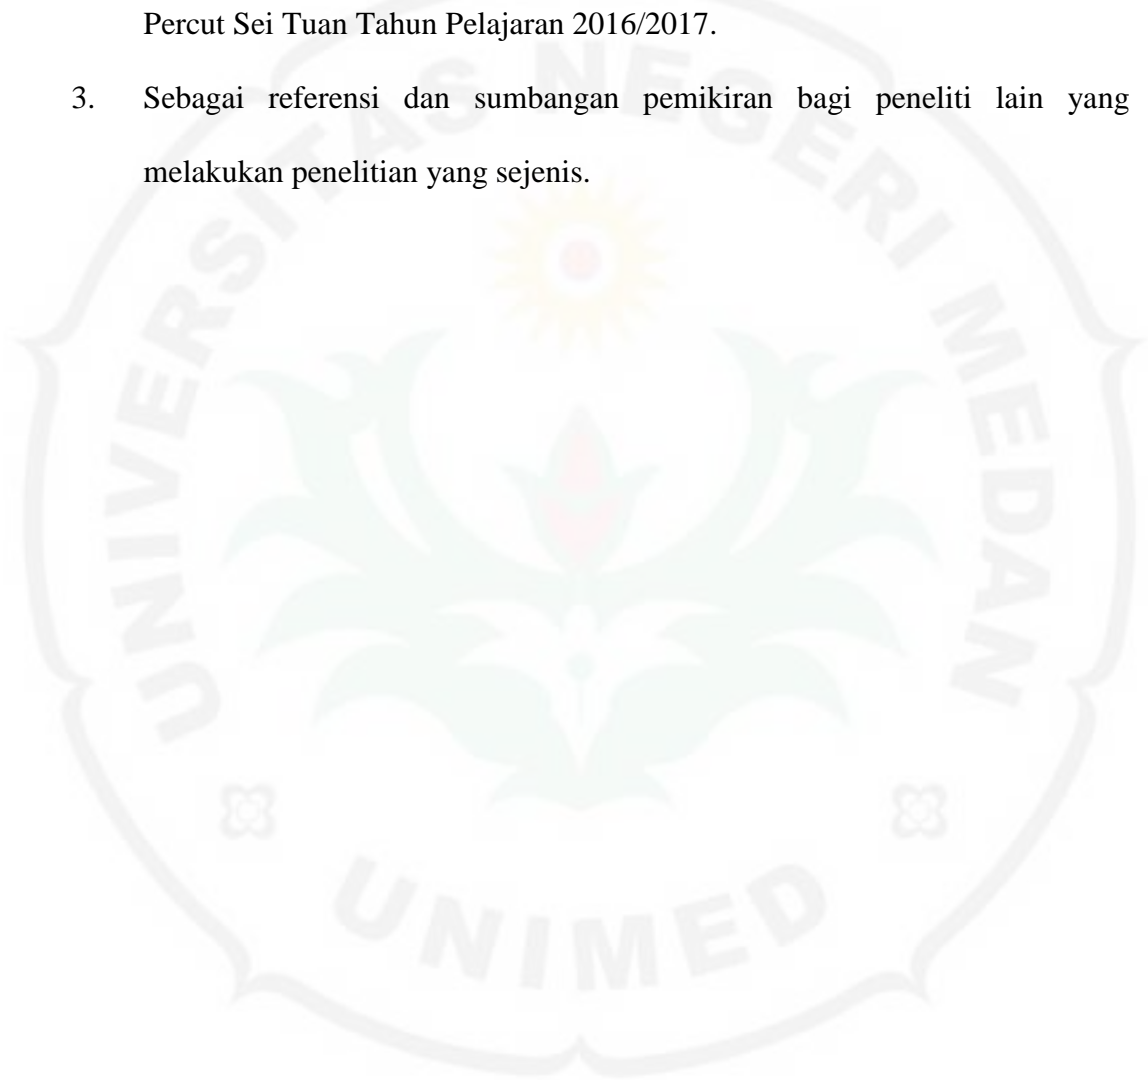 Percut Sei Tuan Tahun Pelajaran 2016/2017.
3. Sebagai referensi dan sumbangan pemikiran bagi peneliti lain yang
melakukan penelitian yang sejenis.
UNIVERSITAS NEGERI MEDAN
UNIMED